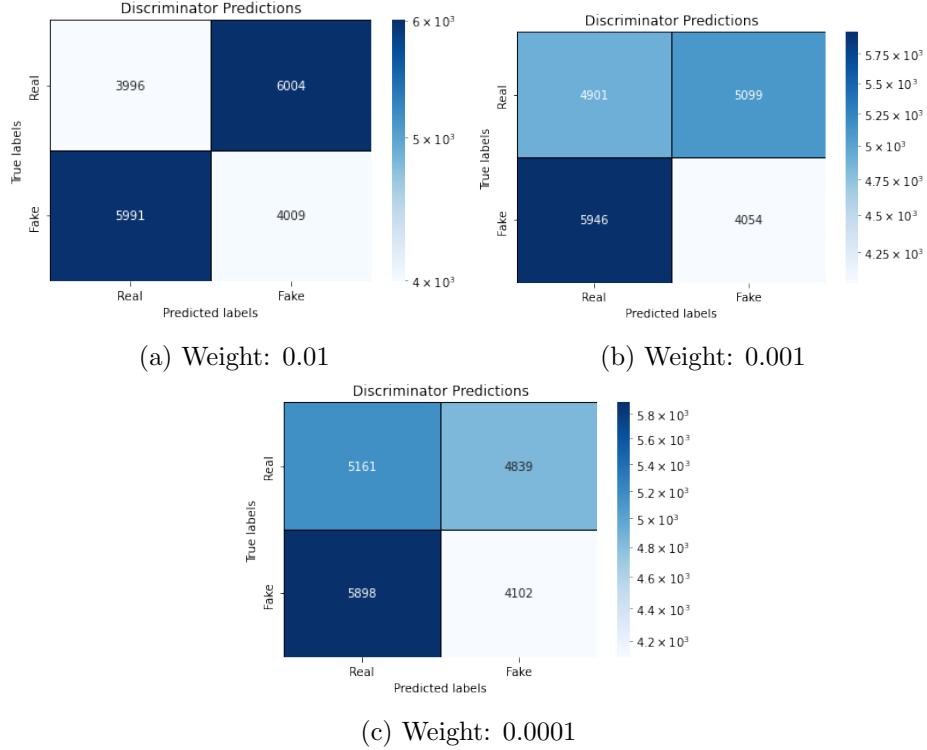 Discriminator Predictions
6 × 10³
Real
3996
6004
5 × 10³
True labels
Fake
5991
4009
4 × 10³
Real
Fake
Predicted labels
(a) Weight: 0.01
Discriminator Predictions
5.75 × 10³
5.5 × 10³
Real
4901
5099
5.25 × 10³
5 × 10³
True labels
4.75 × 10³
Fake
5946
4054
4.5 × 10³
4.25 × 10³
Real
Fake
Predicted labels
(b) Weight: 0.001
Discriminator Predictions
5.8 × 10³
5.6 × 10³
Real
5161
4839
5.4 × 10³
5.2 × 10³
5 × 10³
True labels
4.8 × 10³
Fake
5898
4102
4.6 × 10³
4.4 × 10³
4.2 × 10³
Real
Fake
Predicted labels
(c) Weight: 0.0001